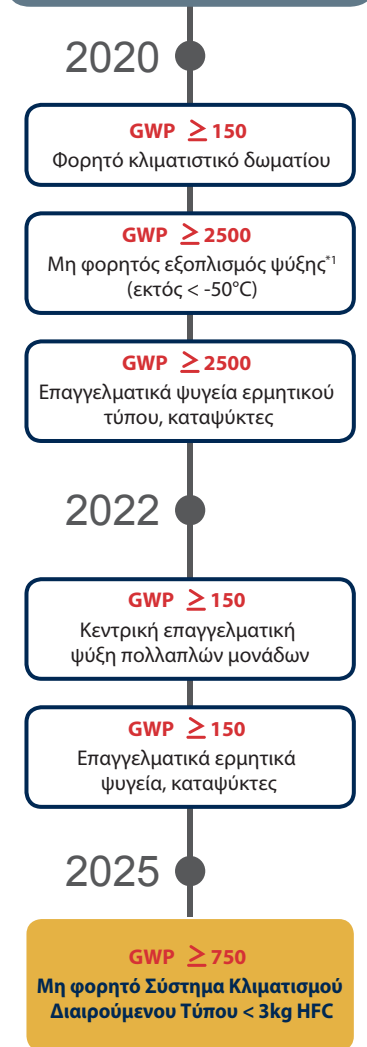 2020
GWP ≥ 150
Φορητό κλιματιστικό δωματίου
GWP ≥ 2500
Μη φορητός εξοπλισμός ψύξης*1
(εκτός < -50°C)
GWP ≥ 2500
Επαγγελματικά ψυγεία ερμητικού
τύπου, καταψύκτες
2022
GWP ≥ 150
Κεντρική επαγγελματική
ψύξη πολλαπλών μονάδων
GWP ≥ 150
Επαγγελματικά ερμητικά
ψυγεία, καταψύκτες
2025
GWP ≥ 750
Μη φορητό Σύστημα Κλιματισμού
Διαιρούμενου Τύπου < 3kg HFC